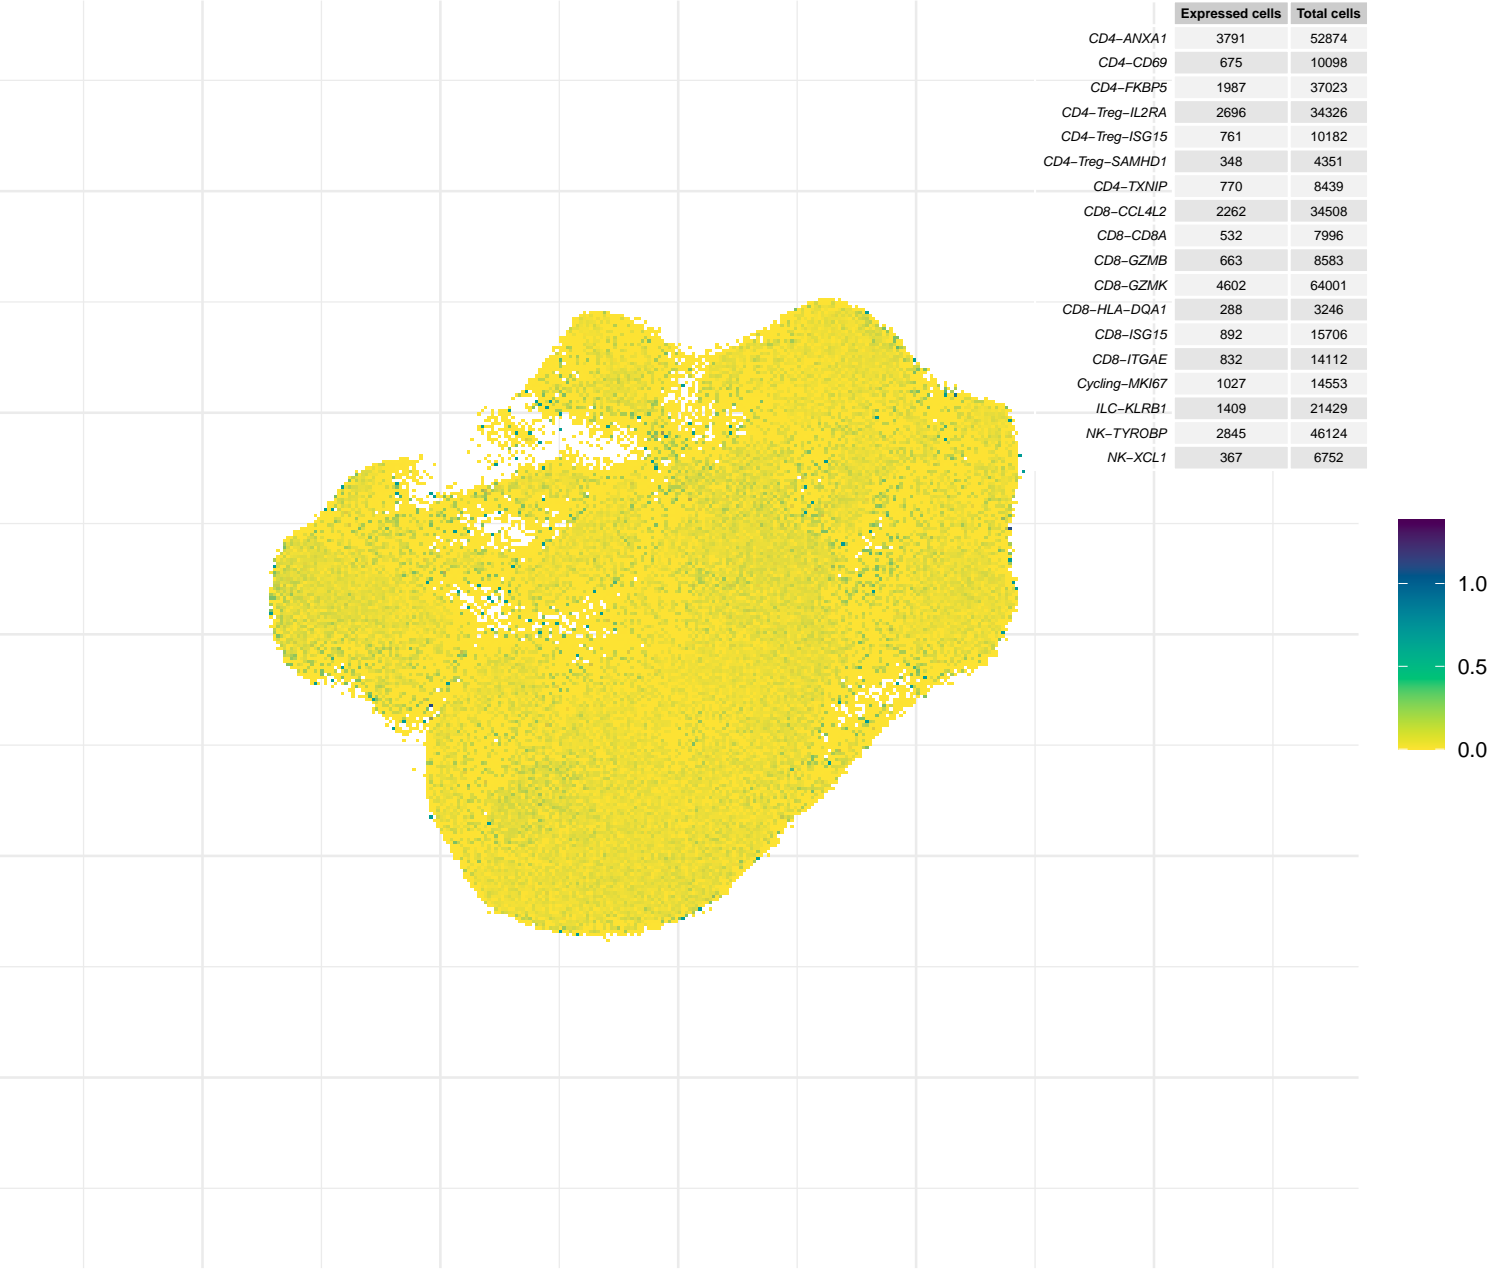 Expressed cells Total cells
CD4−ANXA1 3791 52874
CD4−CD69 675 10098
CD4−FKBP5 1987 37023
CD4−Treg−IL2RA 2696 34326
CD4−Treg−ISG15 761 10182
CD4−Treg−SAMHD1 348 4351
CD4−TXNIP 770 8439
CD8−CCL4L2 2262 34508
CD8−CD8A 532 7996
CD8−GZMB 663 8583
CD8−GZMK 4602 64001
CD8−HLA−DQA1 288 3246
CD8−ISG15 892 15706
CD8−ITGAE 832 14112
Cycling−MKI67 1027 14553
ILC−KLRB1 1409 21429
NK−TYROBP 2845 46124
NK−XCL1 367 6752
1.0
0.5
0.0